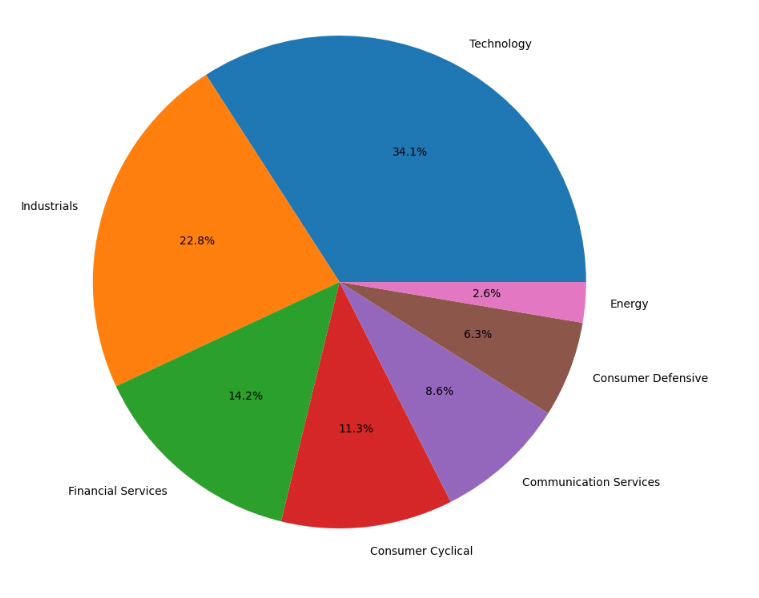 Technology
34.1%
Industrials
22.8%
2.6%
Energy
6.3%
Consumer Defensive
8.6%
14.2%
11.3%
Communication Services
Financial Services
Consumer Cyclical